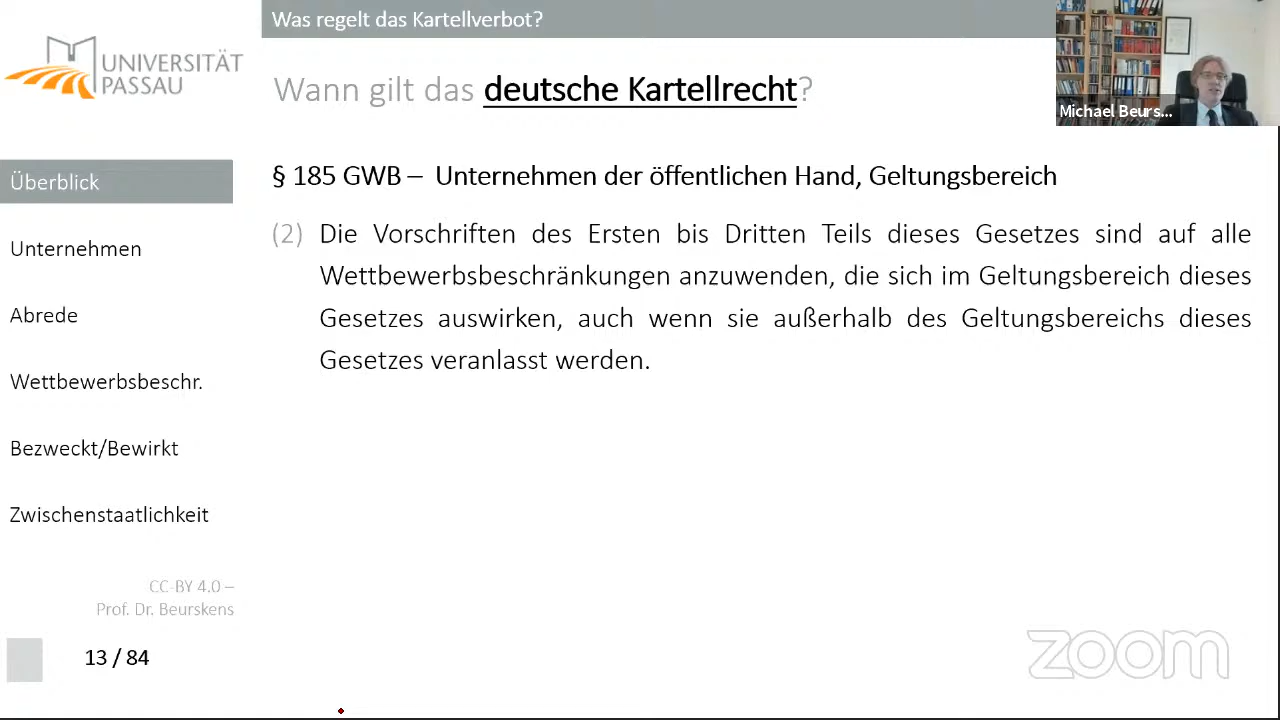 Was regelt das Kartellverbot?
UNIVERSITÄT
PASSAU
Wann gilt das deutsche Kartellrecht?
Michael Beurs...
Überblick
Unternehmen
Abrede
Wettbewerbsbeschr.
Bezweckt/Bewirkt
Zwischenstaatlichkeit
§ 185 GWB – Unternehmen der öffentlichen Hand, Geltungsbereich
(2) Die Vorschriften des Ersten bis Dritten Teils dieses Gesetzes sind auf alle
Wettbewerbsbeschränkungen anzuwenden, die sich im Geltungsbereich dieses
Gesetzes auswirken, auch wenn sie außerhalb des Geltungsbereichs dieses
Gesetzes veranlasst werden.
CC-BY 4.0 –
Prof. Dr. Beurskens
13 / 84
zoom